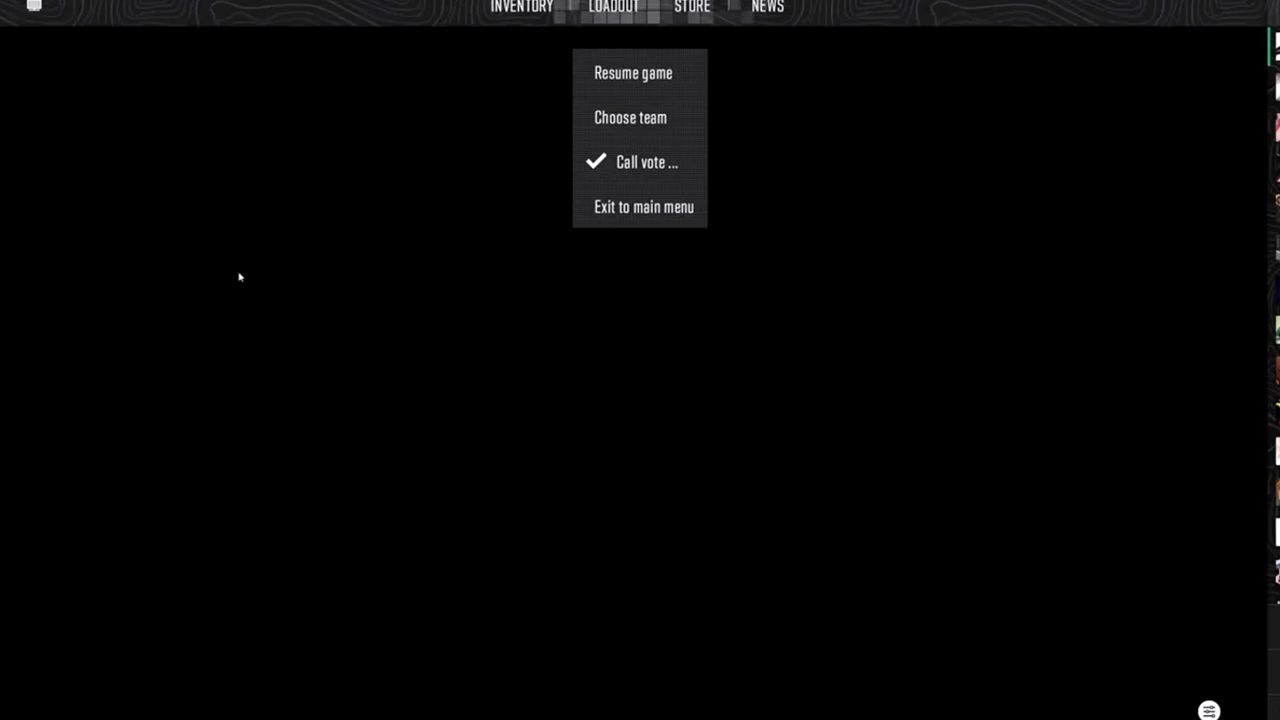 INVENTORY LOADOUT STORE NEWS
Resume game
Choose team
Call vote ...
Exit to main menu